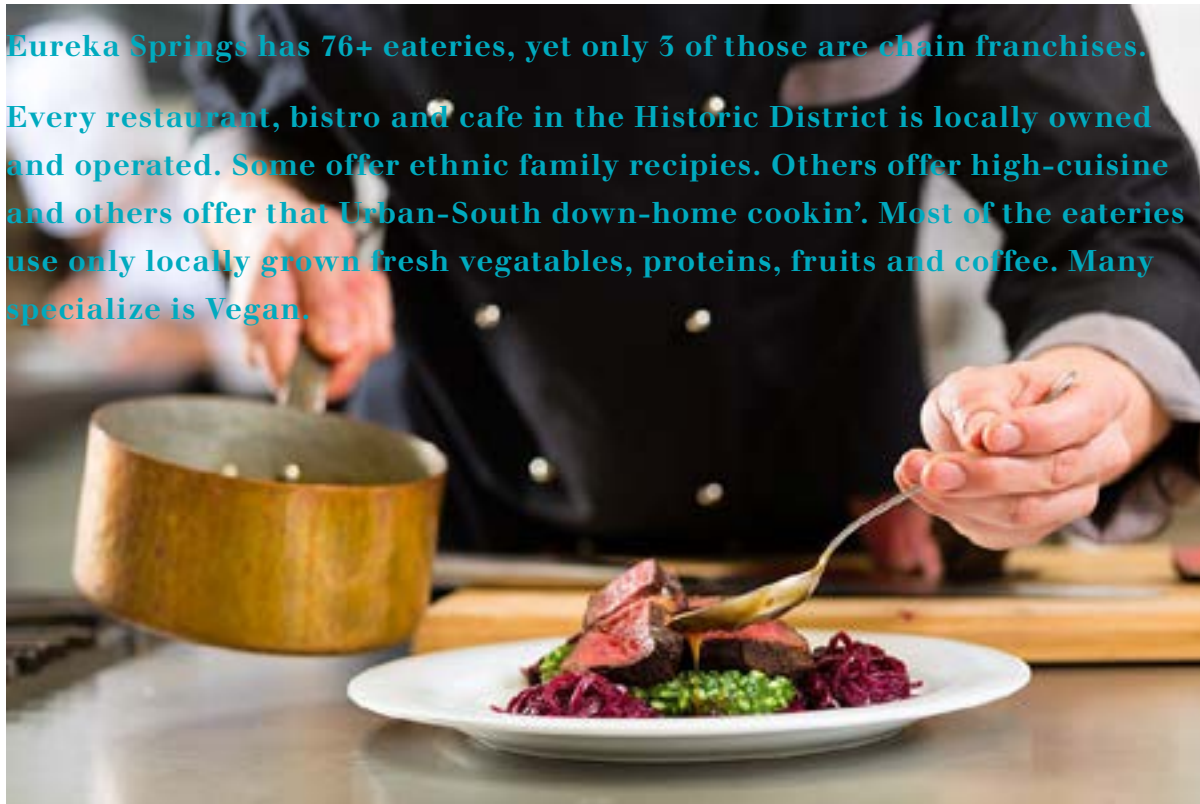 Eureka Springs has 76+ eateries, yet only 3 of those are chain franchises.
Every restaurant, bistro and cafe in the Historic District is locally owned
and operated. Some offer ethnic family recipies. Others offer high-cuisine
and others offer that Urban-South down-home cookin’. Most of the eateries
use only locally grown fresh vegatables, proteins, fruits and coffee. Many
specialize is Vegan.